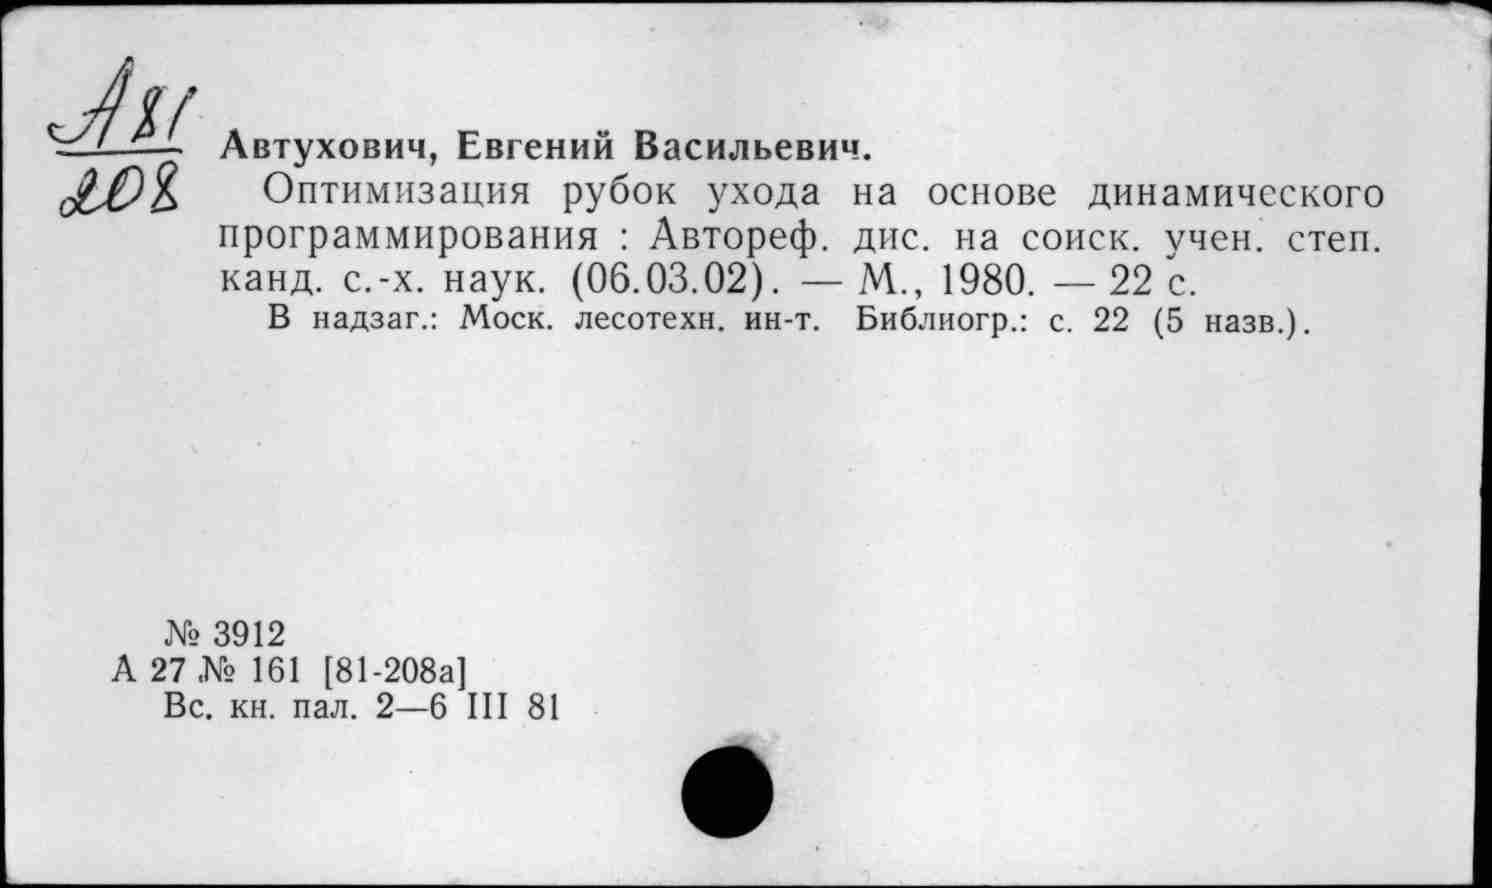 А81
208
Автухович, Евгений Васильевич.
Оптимизация рубок ухода на основе динамического
программирования : Автореф. дис. на соиск. учен. степ.
канд. с.-х. наук. (06.03.02). — М., 1980. — 22 с.
В надзаг.: Моск. лесотехн. ин-т. Библиогр.: с. 22 (5 назв.).
№ 3912
А 27 № 161 [81-208а]
Вс. кн. пал. 2—6 III 81